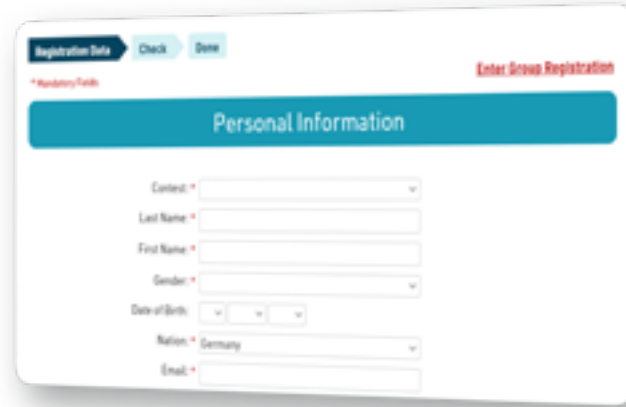 Registration Data Check Done
* Mandatory Fields
Enter Group Registration
Personal Information
Contest: *
Last Name: *
First Name: *
Gender: *
Date of Birth:
Nation: * Germany
Email: *